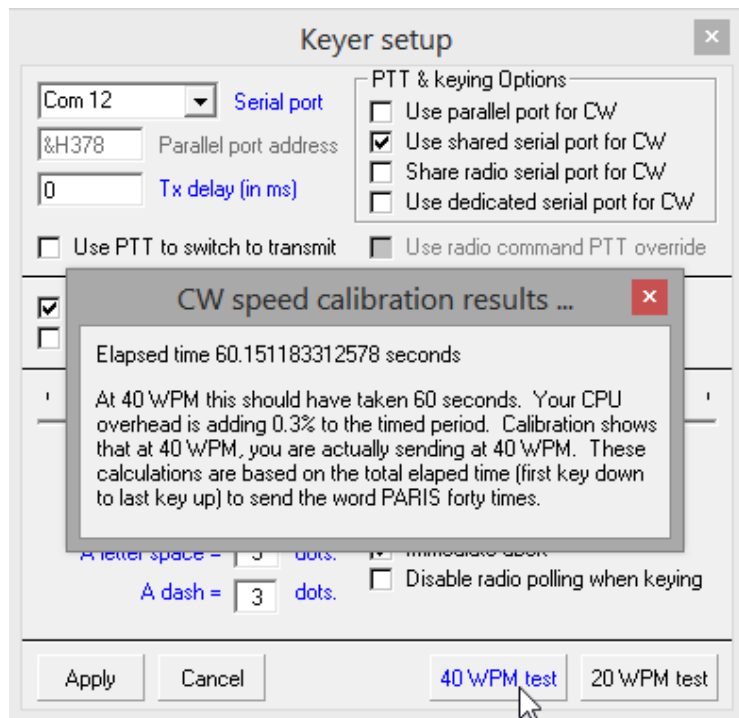 Keyer setup
Com 12
Serial port
&H378
Parallel port address
0
Tx delay (in ms)
PTT & keying Options
Use parallel port for CW
Use shared serial port for CW
Share radio serial port for CW
Use dedicated serial port for CW
Use PTT to switch to transmit
Use radio command PTT override
CW speed calibration results ...
Elapsed time 60.151183312578 seconds
At 40 WPM this should have taken 60 seconds. Your CPU
overhead is adding 0.3% to the timed period. Calibration shows
that at 40 WPM, you are actually sending at 40 WPM. These
calculations are based on the total elaped time (first key down
to last key up) to send the word PARIS forty times.
A letter space =
dots.
Immediate abort
A dash = 3 dots.
Disable radio polling when keying
Apply
Cancel
40 WPM test
20 WPM test